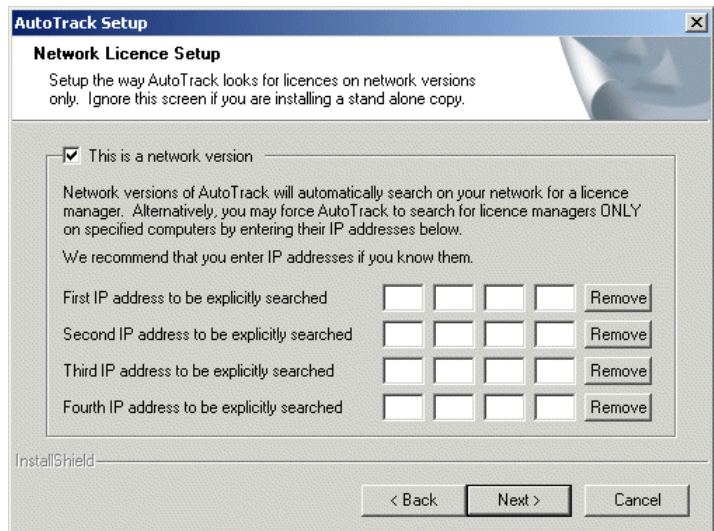 AutoTrack Setup
Network Licence Setup
Setup the way AutoTrack looks for licences on network versions
only. Ignore this screen if you are installing a stand alone copy.
This is a network version
Network versions of AutoTrack will automatically search on your network for a licence
manager. Alternatively, you may force AutoTrack to search for licence managers ONLY
on specified computers by entering their IP addresses below.
We recommend that you enter IP addresses if you know them.
First IP address to be explicitly searched Remove
Second IP address to be explicitly searched Remove
Third IP address to be explicitly searched Remove
Fourth IP address to be explicitly searched Remove
InstallShield
< Back Next > Cancel